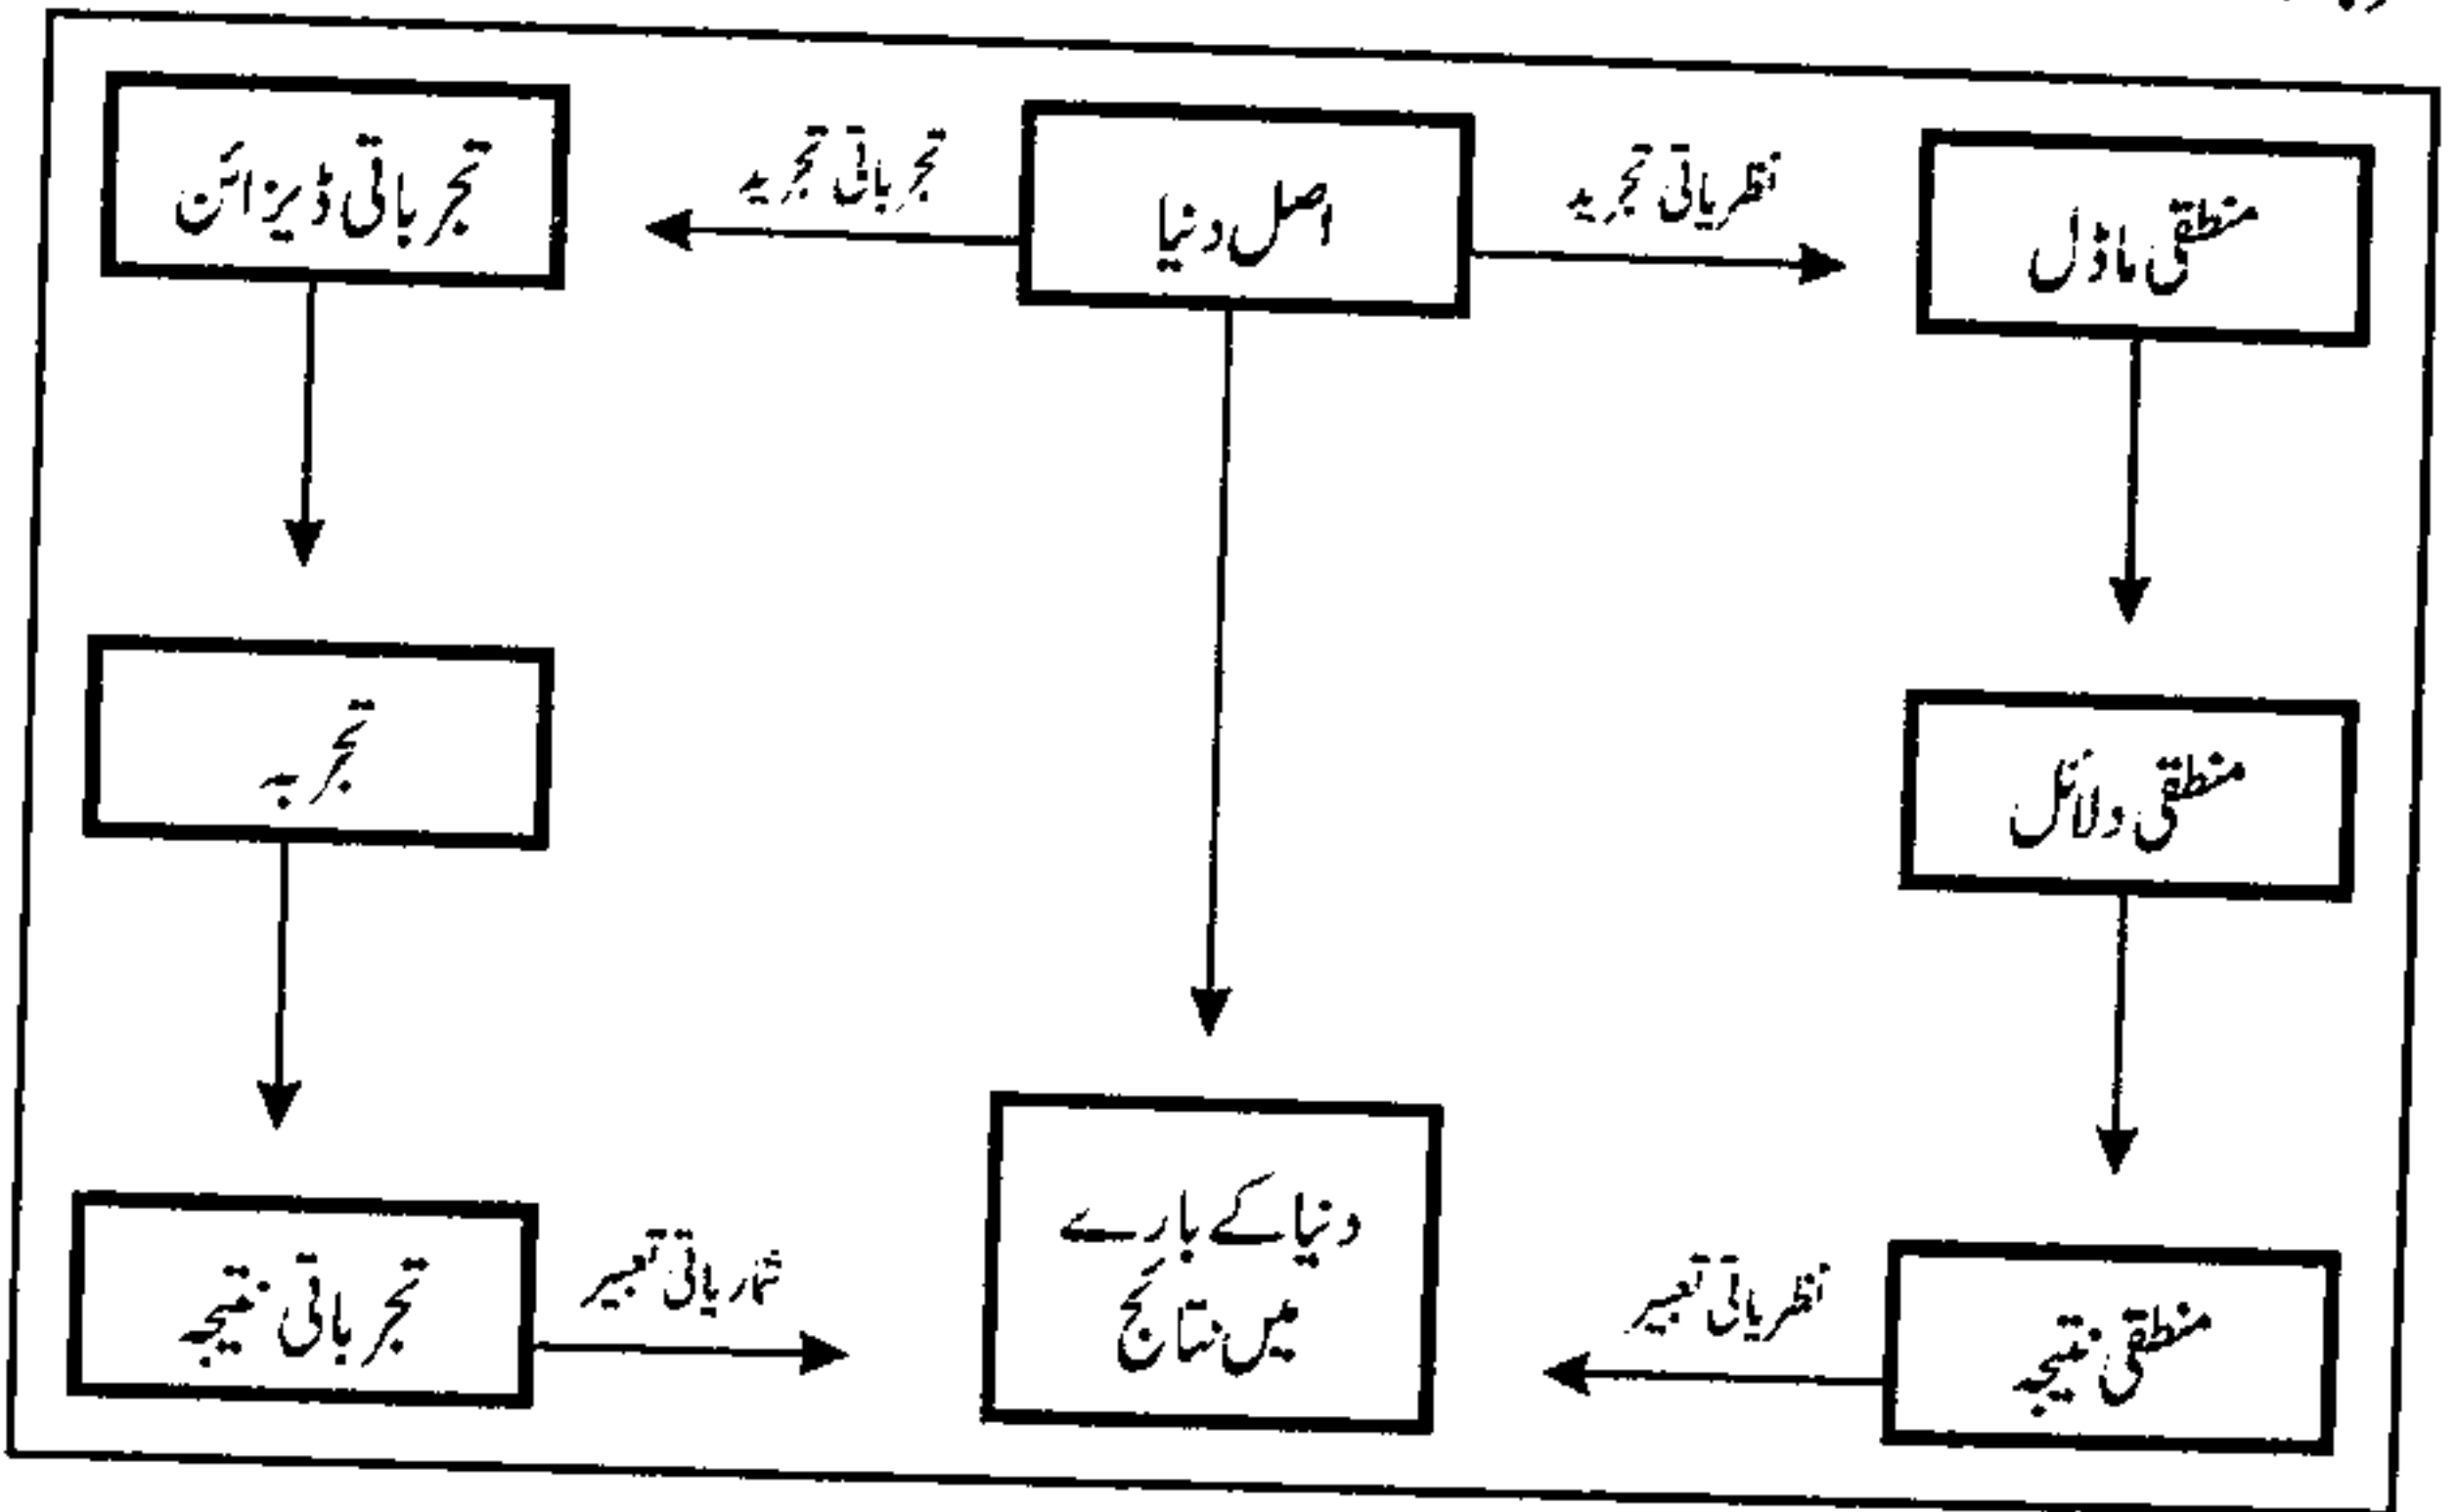 منطقی ماڈل
نظریاتی تجرید
اصل دنیا
تجرباتی تجرید
تجرباتی ڈیزائن
منطقی دلائل
تجربہ
منطقی نتیجہ
نظریاتی تعبیر
دنیا کے بارے
میں نتائج
شماریاتی تعبیر
تجرباتی نتیجہ